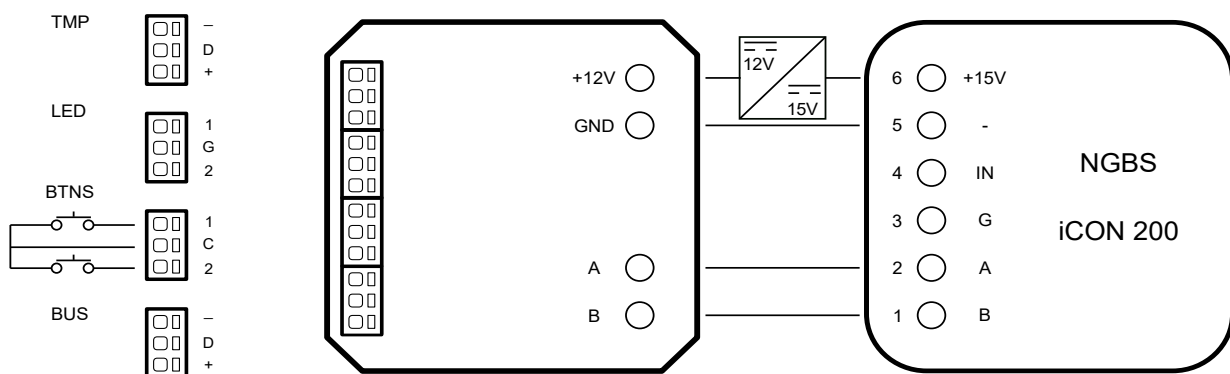 TMP
–
D
+
LED
1
G
2
BTNS
1
C
2
BUS
–
D
+
+12V
GND
A
B
12V
15V
6 +15V
5 -
4 IN
3 G
2 A
1 B
NGBS
iCON 200